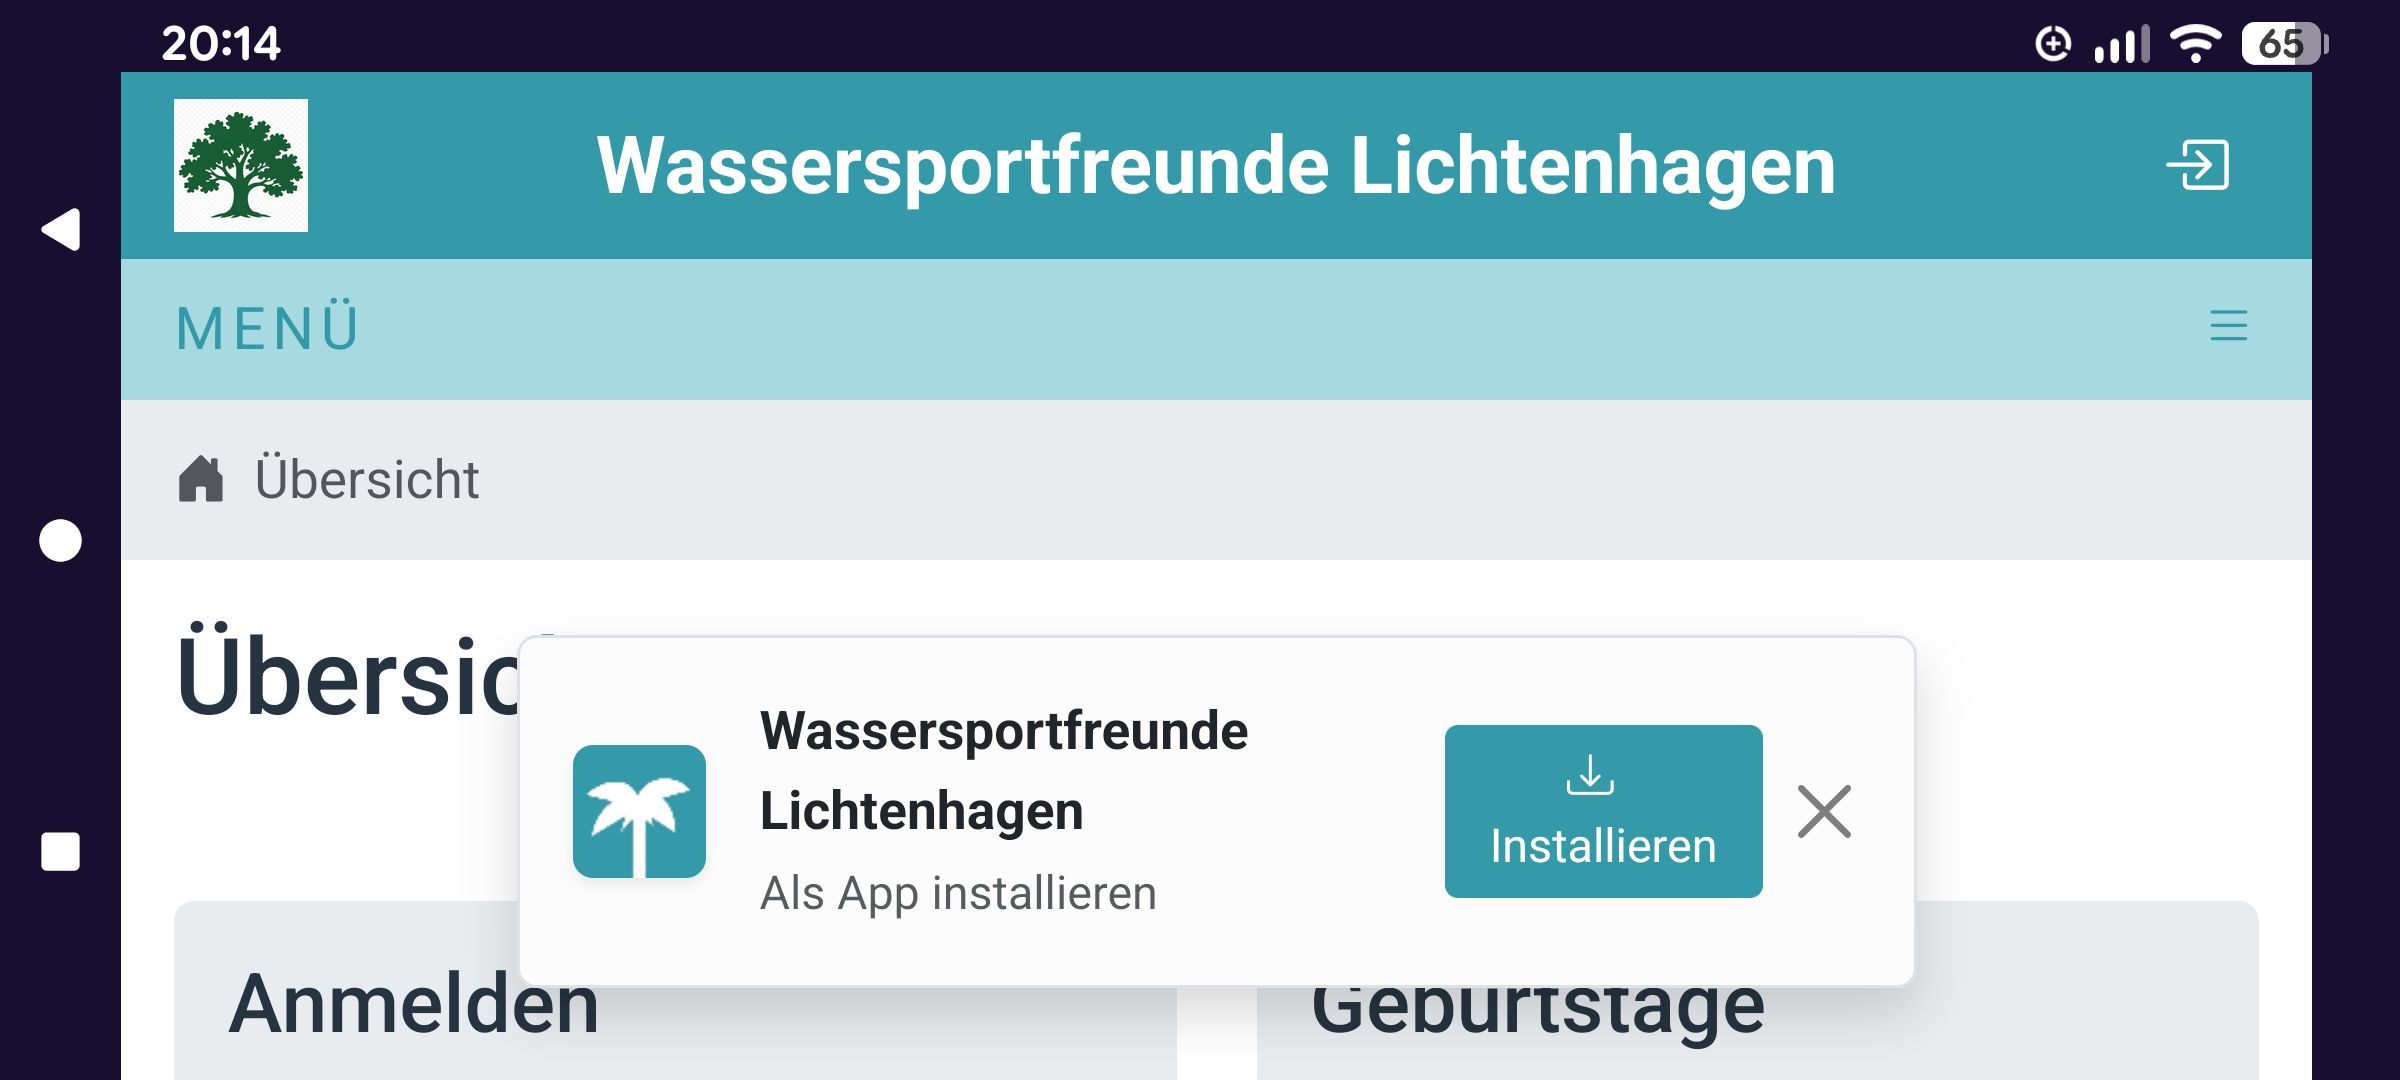 20:14
65
Wassersportfreunde Lichtenhagen
MENÜ
Übersicht
Übersic
Wassersportfreunde
Lichtenhagen
Als App installieren
Installieren
Anmelden
Geburtstage